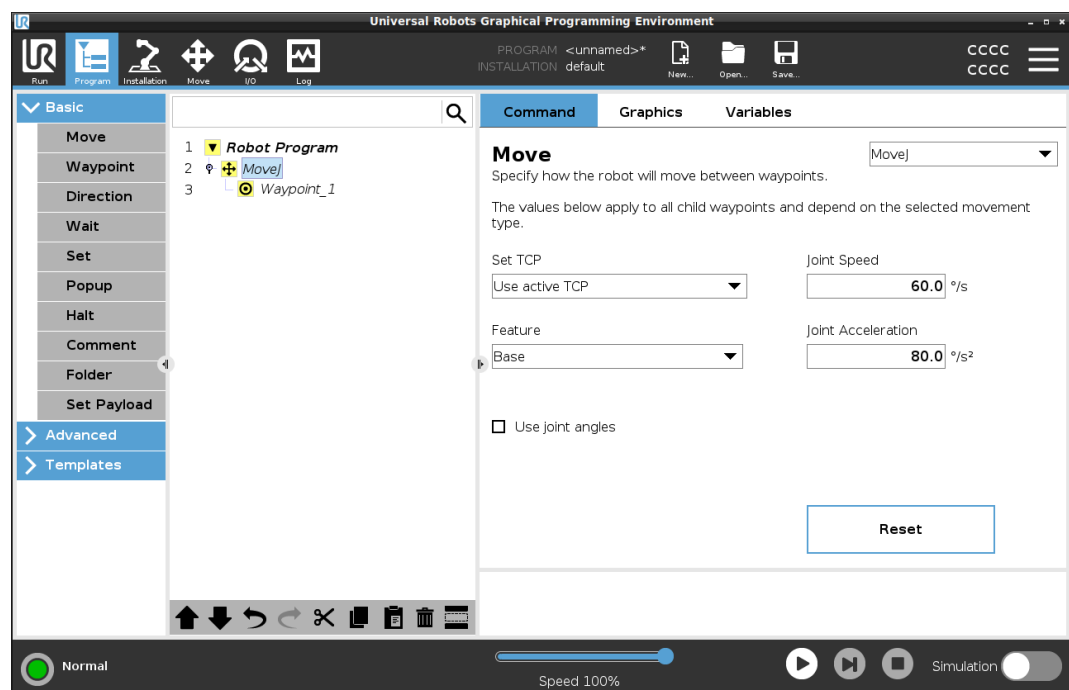 Universal Robots Graphical Programming Environment
UR
Run
Program
Installation
Move
I/O
Log
PROGRAM <unnamed>*
INSTALLATION default
New...
Open...
Save...
CCCC
CCCC
Basic
Move
Waypoint
Direction
Wait
Set
Popup
Halt
Comment
Folder
Set Payload
Advanced
Templates
1 Robot Program
2 MoveJ
3 Waypoint_1
Command Graphics Variables
Move
MoveJ
Specify how the robot will move between waypoints.
The values below apply to all child waypoints and depend on the selected movement
type.
Set TCP
Joint Speed
Use active TCP
60.0 °/s
Feature
Joint Acceleration
Base
80.0 °/s²
Use joint angles
Reset
Normal
Speed 100%
Simulation